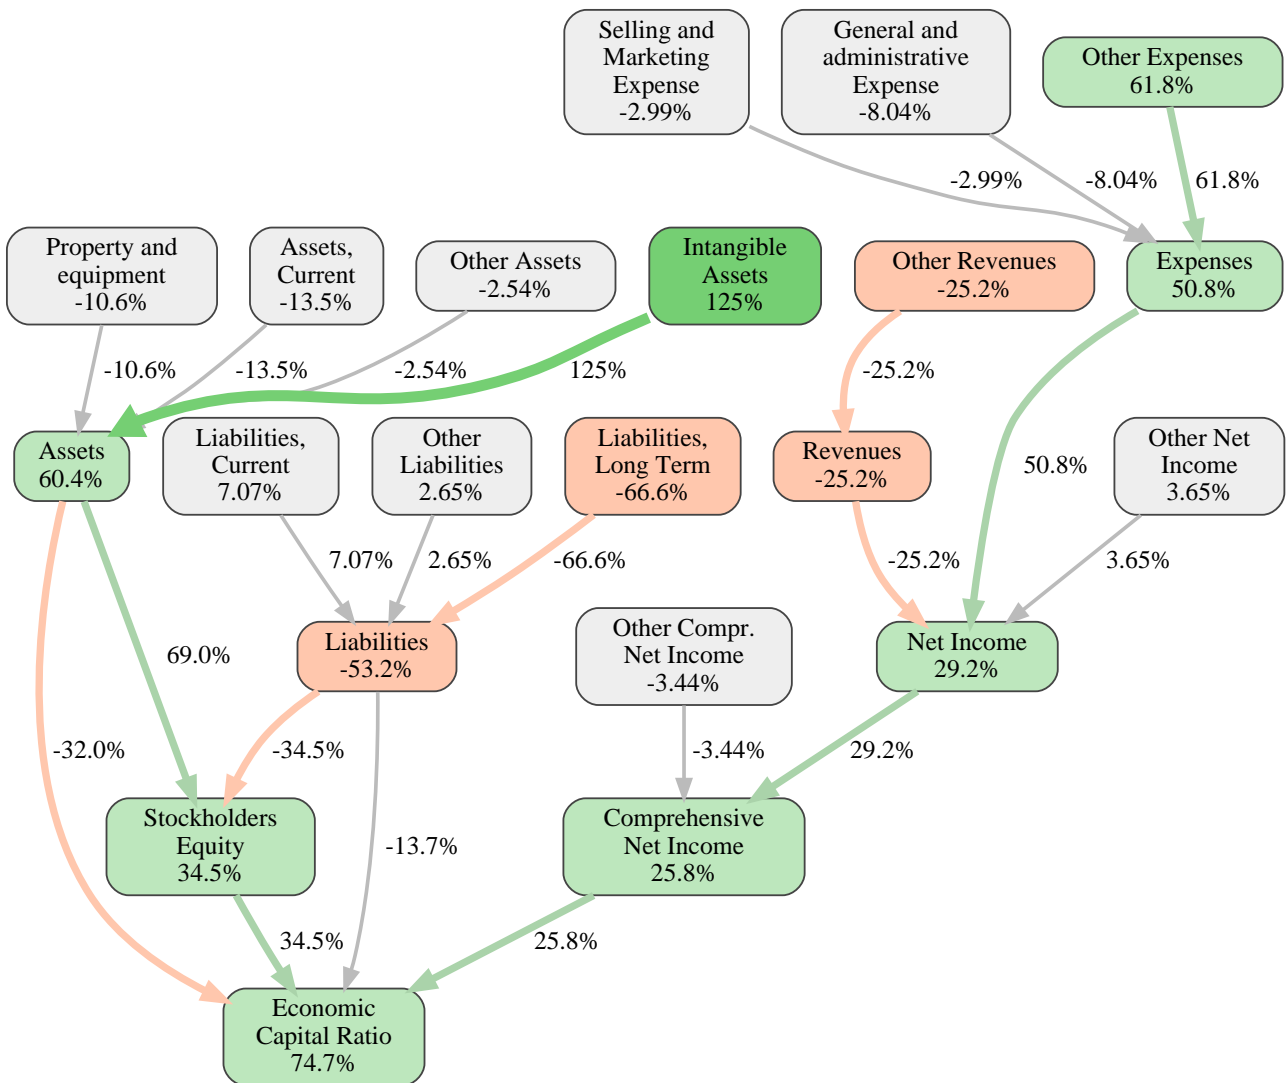 Selling and
Marketing
Expense
-2.99%
General and
administrative
Expense
-8.04%
Other Expenses
61.8%
-2.99%
-8.04%
61.8%
Property and
equipment
-10.6%
Assets,
Current
-13.5%
Other Assets
-2.54%
Intangible
Assets
125%
Other Revenues
-25.2%
Expenses
50.8%
-10.6%
-13.5%
-2.54%
125%
-25.2%
Assets
60.4%
Liabilities,
Current
7.07%
Other
Liabilities
2.65%
Liabilities,
Long Term
-66.6%
Revenues
-25.2%
50.8%
Other Net
Income
3.65%
7.07%
2.65%
-66.6%
-25.2%
3.65%
69.0%
Liabilities
-53.2%
Other Compr.
Net Income
-3.44%
Net Income
29.2%
-32.0%
-34.5%
-3.44%
29.2%
Stockholders
Equity
34.5%
-13.7%
Comprehensive
Net Income
25.8%
34.5%
25.8%
Economic
Capital Ratio
74.7%